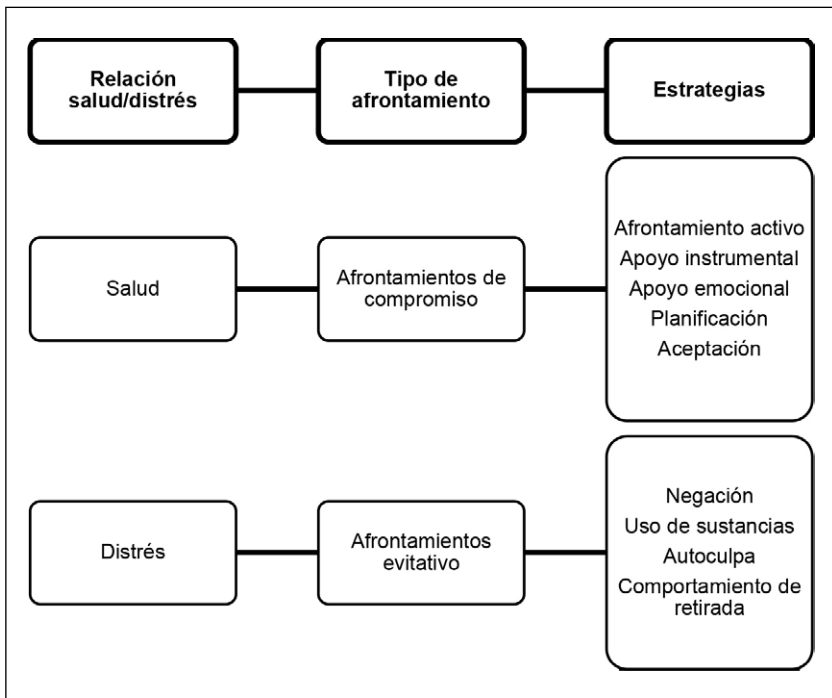 Relación
salud/distrés
Tipo de
afrontamiento
Estrategias
Salud
Afrontamientos de
compromiso
Afrontamiento activo
Apoyo instrumental
Apoyo emocional
Planificación
Aceptación
Distrés
Afrontamientos
evitativo
Negación
Uso de sustancias
Autoculpa
Comportamiento de
retirada